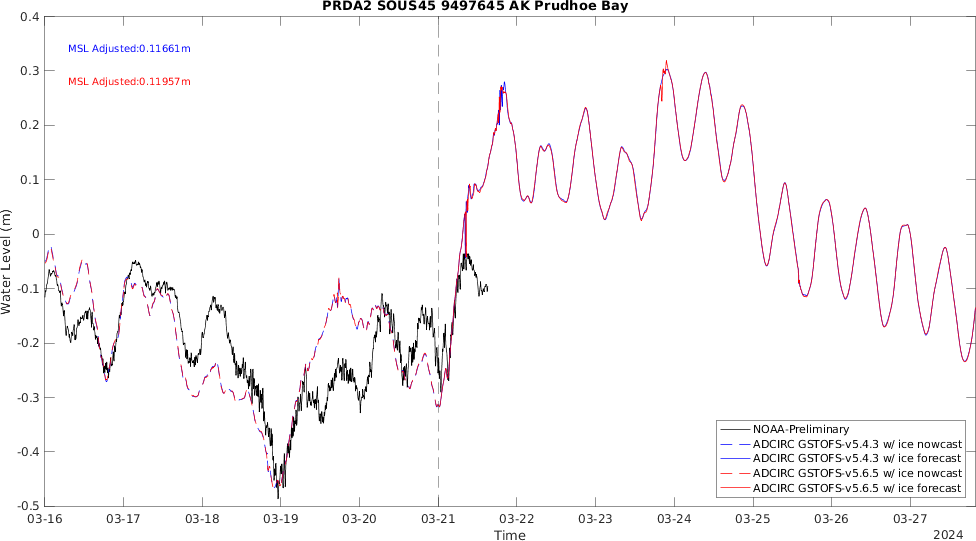 PRDA2 SOUS45 9497645 AK Prudhoe Bay
0.4
MSL Adjusted:0.11661m
0.3
MSL Adjusted:0.11957m
0.2
0.1
0
-0.1
-0.2
-0.3
-0.4
-0.5
Water Level (m)
NOAA-Preliminary
ADCIRC GSTOFS-v5.4.3 w/ ice nowcast
ADCIRC GSTOFS-v5.4.3 w/ ice forecast
ADCIRC GSTOFS-v5.6.5 w/ ice nowcast
ADCIRC GSTOFS-v5.6.5 w/ ice forecast
03-16 03-17 03-18 03-19 03-20 03-21 03-22 03-23 03-24 03-25 03-26 03-27
Time
2024